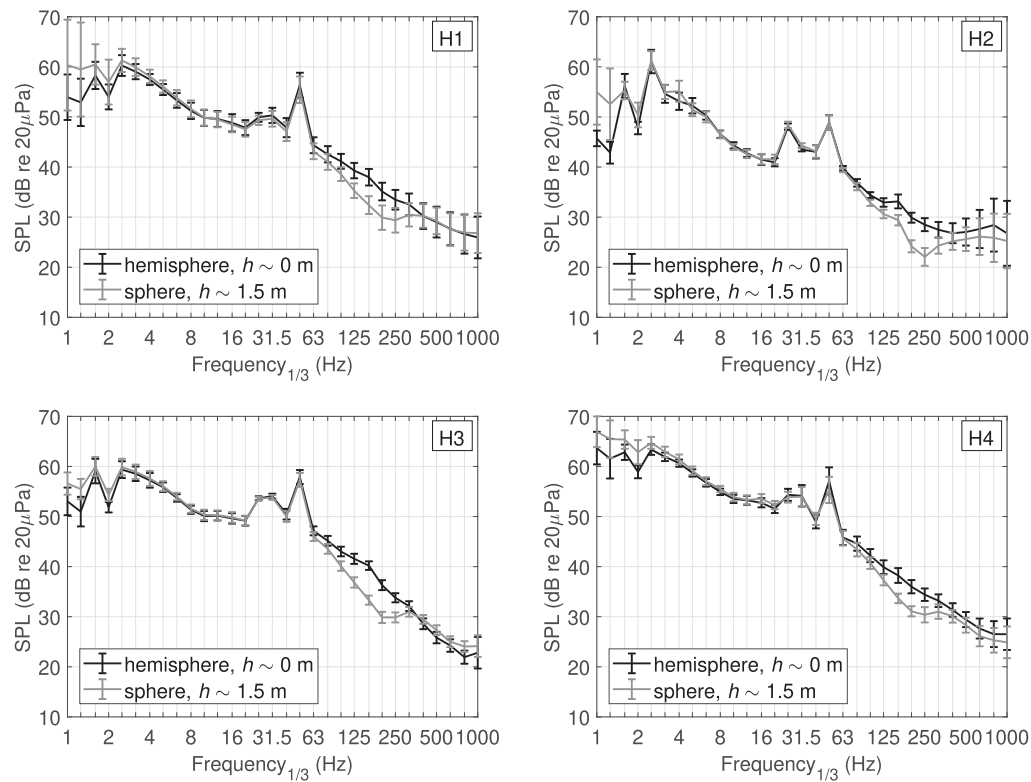 H1
SPL (dB re 20μPa)
70
60
50
40
30
20
10
hemisphere, h ∼ 0 m
sphere, h ∼ 1.5 m
1 2 4 8 16 31.5 63 125 250 500 1000
Frequency1/3 (Hz)
H2
SPL (dB re 20μPa)
70
60
50
40
30
20
10
hemisphere, h ∼ 0 m
sphere, h ∼ 1.5 m
1 2 4 8 16 31.5 63 125 250 500 1000
Frequency1/3 (Hz)
H3
SPL (dB re 20μPa)
70
60
50
40
30
20
10
hemisphere, h ∼ 0 m
sphere, h ∼ 1.5 m
1 2 4 8 16 31.5 63 125 250 500 1000
Frequency1/3 (Hz)
H4
SPL (dB re 20μPa)
70
60
50
40
30
20
10
hemisphere, h ∼ 0 m
sphere, h ∼ 1.5 m
1 2 4 8 16 31.5 63 125 250 500 1000
Frequency1/3 (Hz)